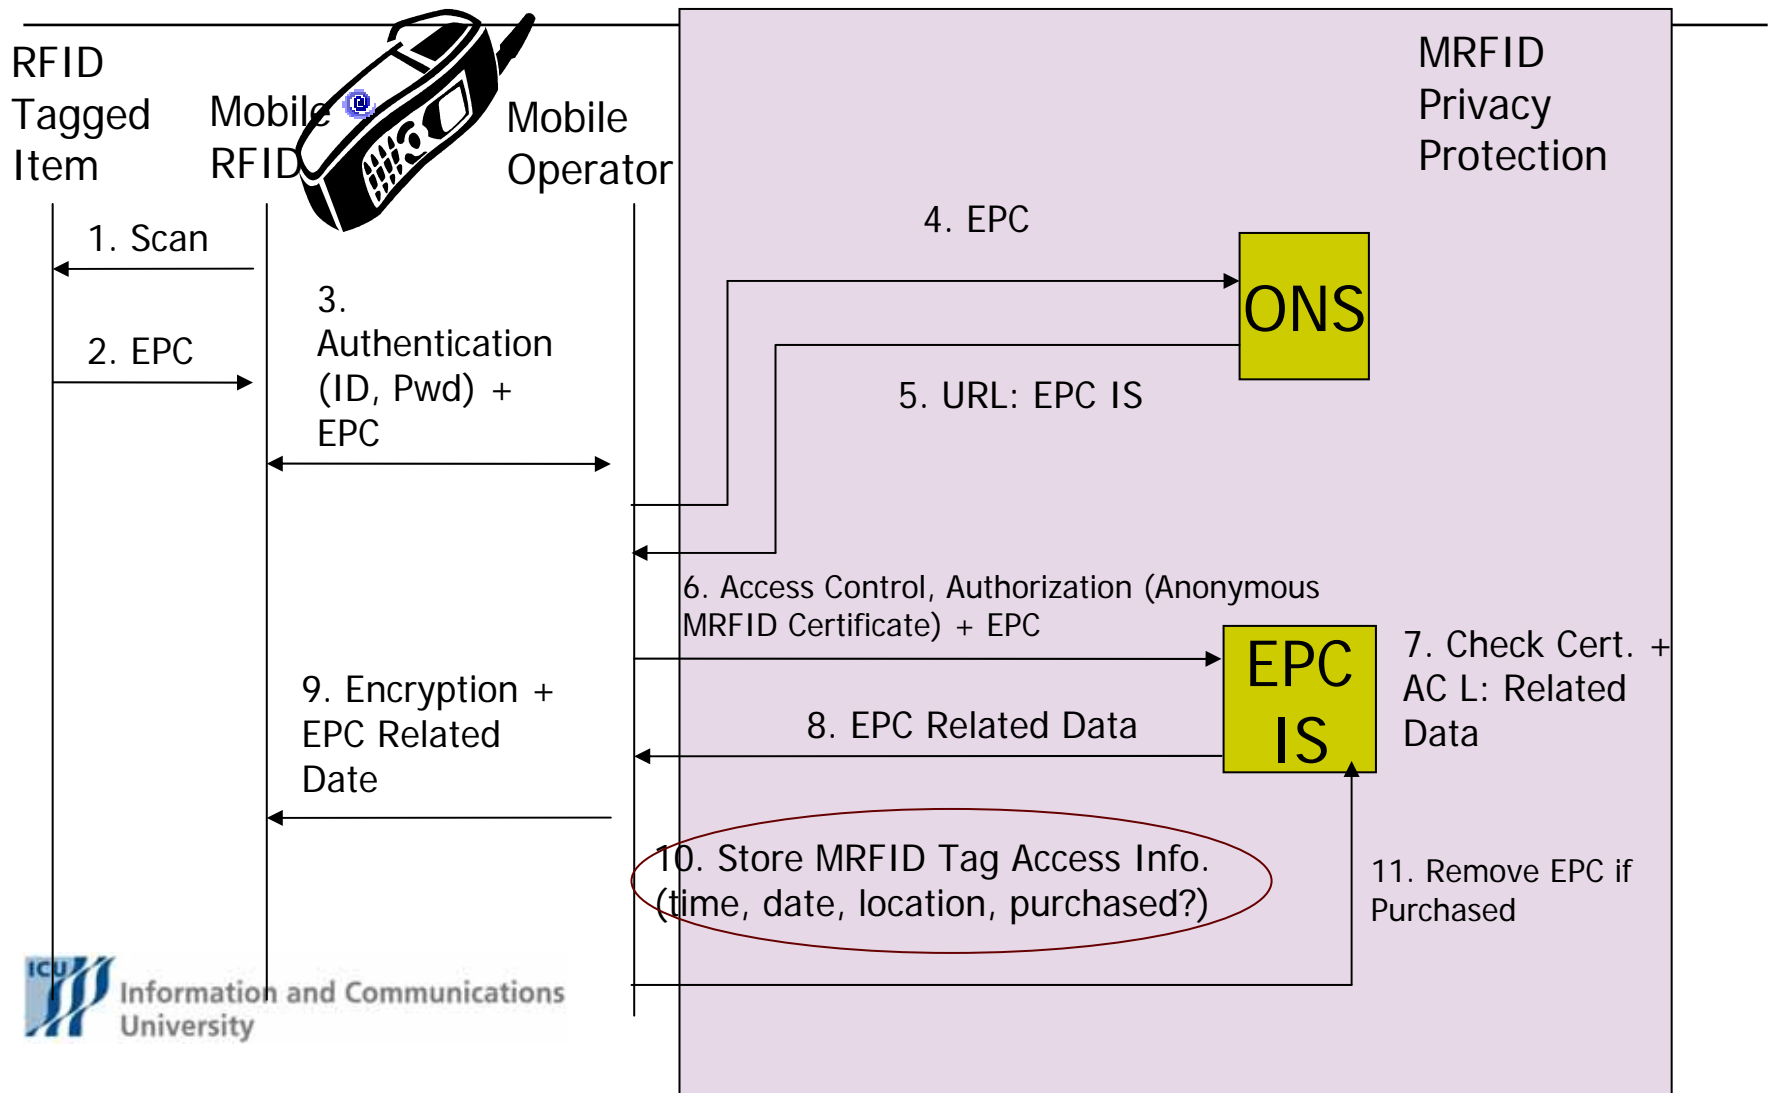 RFID
Tagged
Item
Mobile
RFID
Mobile
Operator
MRFID
Privacy
Protection
1. Scan
2. EPC
3.
Authentication
(ID, Pwd) +
EPC
4. EPC
ONS
5. URL: EPC IS
6. Access Control, Authorization (Anonymous
MRFID Certificate) + EPC
EPC
IS
7. Check Cert. +
AC L: Related
Data
8. EPC Related Data
9. Encryption +
EPC Related
Date
10. Store MRFID Tag Access Info.
(time, date, location, purchased?)
11. Remove EPC if
Purchased
ICU
Information and Communications
University